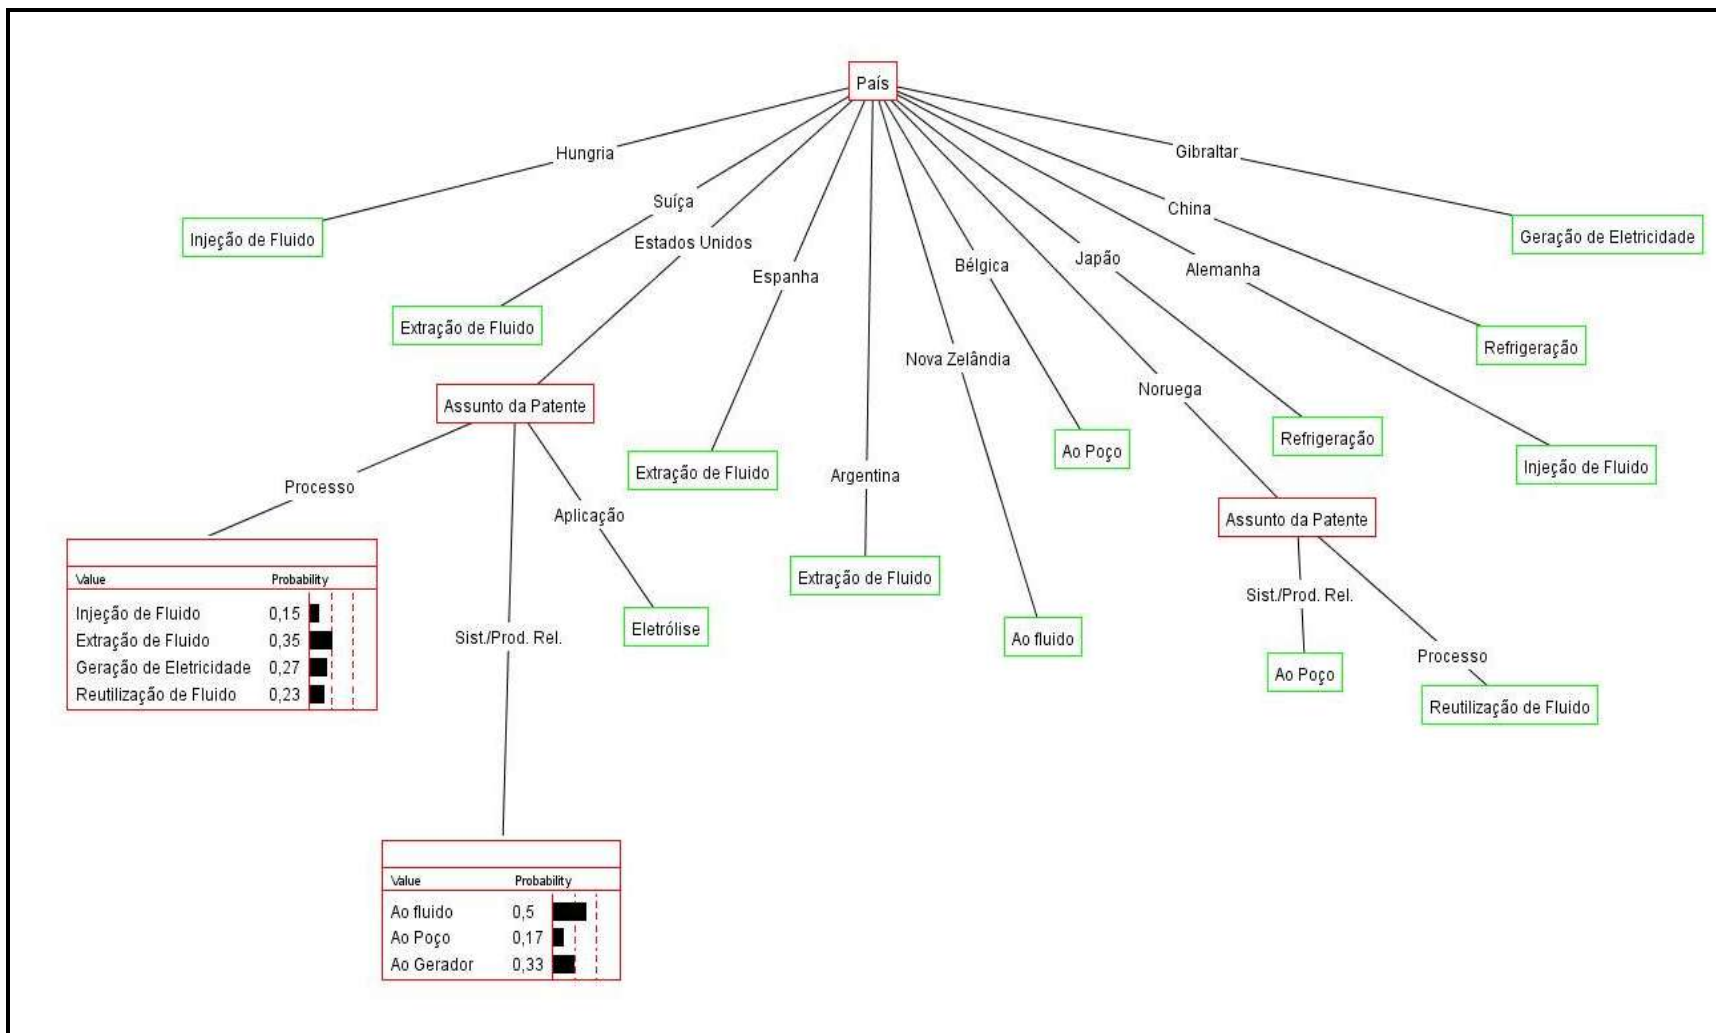 País
Hungria
Gibraltar
Suíça
China
Injeção de Fluido
Geração de Eletricidade
Estados Unidos
Japão
Bélgica
Alemanha
Espanha
Extração de Fluido
Refrigeração
Nova Zelândia
Noruega
Assunto da Patente
Refrigeração
Ao Poço
Injeção de Fluido
Extração de Fluido
Argentina
Processo
Aplicação
Assunto da Patente
Value Probability
Injeção de Fluido 0,15
Extração de Fluido 0,35
Geração de Eletricidade 0,27
Reutilização de Fluido 0,23
Extração de Fluido
Sist./Prod. Rel.
Eletrólise
Sist./Prod. Rel.
Ao fluido
Processo
Ao Poço
Reutilização de Fluido
Value Probability
Ao fluido 0,5
Ao Poço 0,17
Ao Gerador 0,33